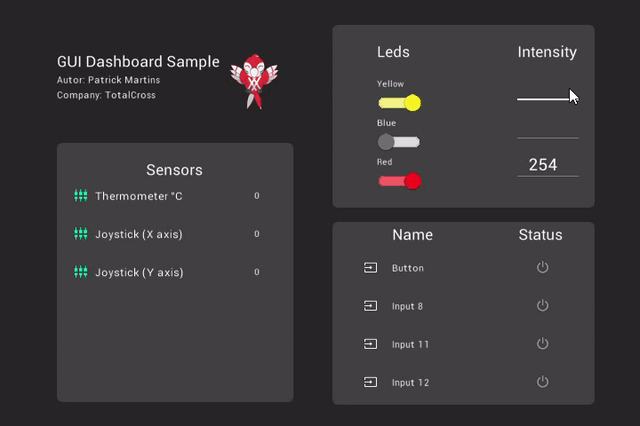 GUI Dashboard Sample
Autor: Patrick Martins
Company: TotalCross
Sensors
Thermometer °C 0
Joystick (X axis) 0
Joystick (Y axis) 0
Leds Intensity
Yellow
Blue
Red
254
Name Status
Button
Input 8
Input 11
Input 12